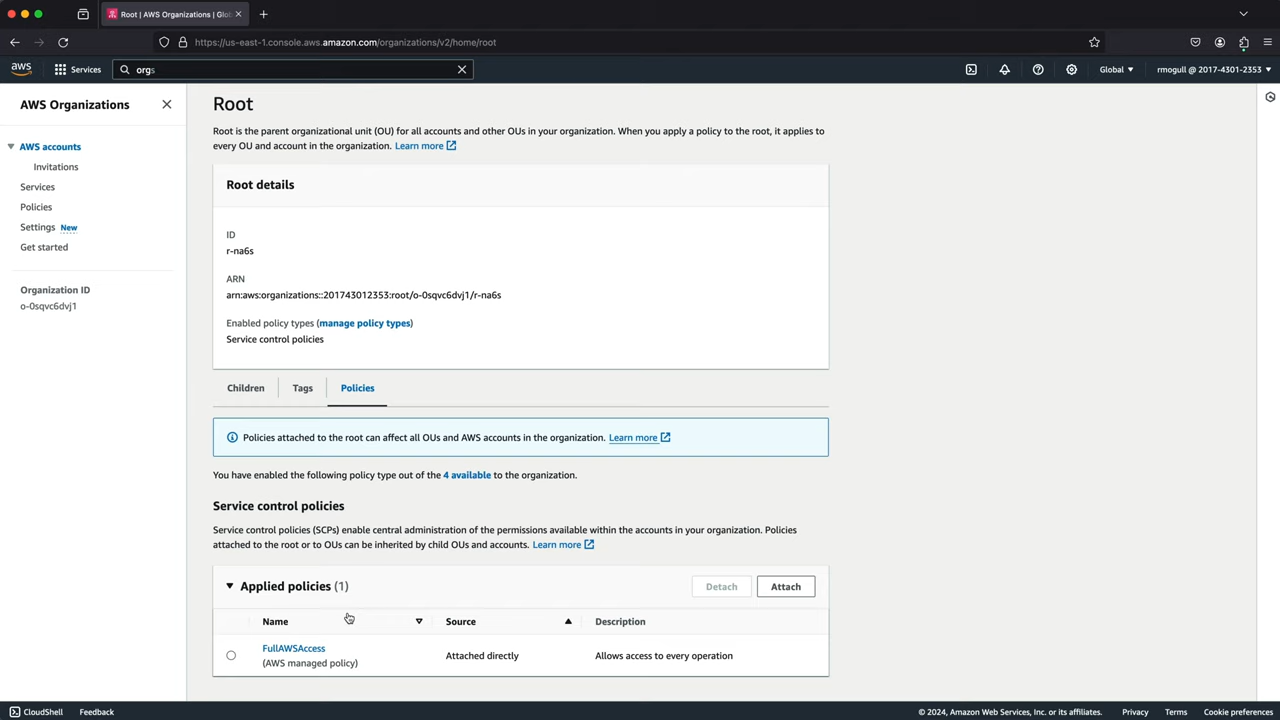 Root | AWS Organizations | Glob
https://us-east-1.console.aws.amazon.com/organizations/v2/home/root
aws
Services
orgs
Global
rmogull @ 2017-4301-2353
AWS Organizations
AWS accounts
Invitations
Services
Policies
Settings New
Get started
Organization ID
o-0sqvc6dvj1
Root
Root is the parent organizational unit (OU) for all accounts and other OUs in your organization. When you apply a policy to the root, it applies to
every OU and account in the organization. Learn more
Root details
ID
r-na6s
ARN
arn:aws:organizations::201743012353:root/o-0sqvc6dvj1/r-na6s
Enabled policy types (manage policy types)
Service control policies
Children
Tags
Policies
Policies attached to the root can affect all OUs and AWS accounts in the organization. Learn more
You have enabled the following policy type out of the 4 available to the organization.
Service control policies
Service control policies (SCPs) enable central administration of the permissions available within the accounts in your organization. Policies
attached to the root or to OUs can be inherited by child OUs and accounts. Learn more
Applied policies (1)
Detach
Attach
Name
Source
Description
FullAWSAccess
(AWS managed policy)
Attached directly
Allows access to every operation
CloudShell
Feedback
© 2024, Amazon Web Services, Inc. or its affiliates.
Privacy
Terms
Cookie preferences